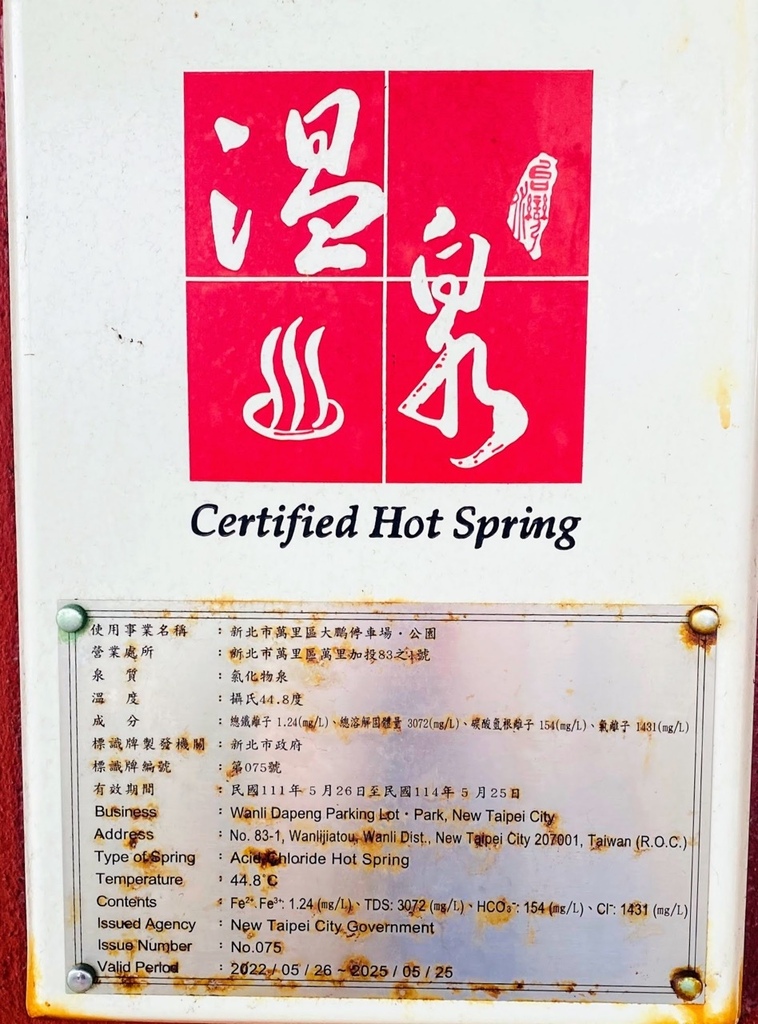 溫泉
台灣
Certified Hot Spring
使用事業名稱 : 新北市萬里區大鵬停車場・公園
營業處所 : 新北市萬里區萬里加投83之1號
泉質 : 氯化物泉
溫度 : 攝氏44.8度
成分 : 總鐵離子 1.24(mg/L)、總溶解固體量 3072(mg/L)、碳酸氫根離子 154(mg/L)、氯離子 1431(mg/L)
標識牌製發機關 : 新北市政府
標識牌編號 : 第075號
有效期間 : 民國111年 5 月26日至民國114年 5 月25日
Business : Wanli Dapeng Parking Lot・Park, New Taipei City
Address : No. 83-1, Wanlijiatou, Wanli Dist., New Taipei City 207001, Taiwan (R.O.C.)
Type of Spring : Acid Chloride Hot Spring
Temperature : 44.8°C
Contents : Fe²⁺. Fe³⁺: 1.24 (mg/L)、TDS: 3072 (mg/L)、HCO₃⁻: 154 (mg/L)、Cl⁻: 1431 (mg/L)
Issued Agency : New Taipei City Government
Issue Number : No.075
Valid Period : 2022 / 05 / 26 ~ 2025 / 05 / 25